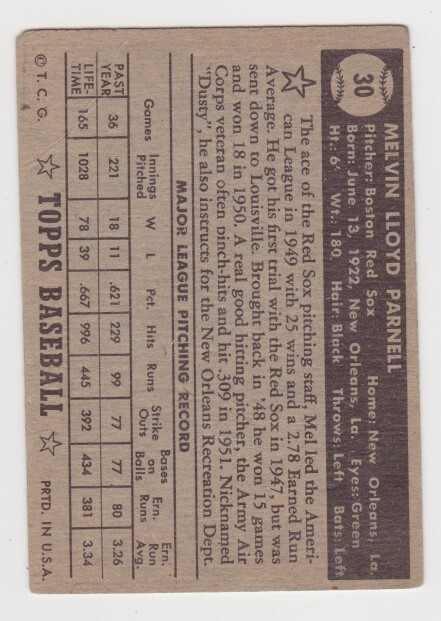 30
MELVIN LLOYD PARNELL
Pitcher: Boston Red Sox Home: New Orleans, La.
Born: June 13, 1922, New Orleans, La. Eyes: Green
Ht.: 6' Wt.: 180 Hair: Black Throws: Left Bats: Left
The ace of the Red Sox pitching staff, Mel led the Ameri-
can League in 1949 with 25 wins and a 2.78 Earned Run
Average. He got his first trial with the Red Sox in 1947, but was
sent down to Louisville. Brought back in '48 he won 15 games
and won 18 in 1950. A real good hitting pitcher, the Army Air
Corps veteran often pinch-hits and hit .309 in 1951. Nicknamed
"Dusty", he also instructs for the New Orleans Recreation Dept.
MAJOR LEAGUE PITCHING RECORD
Games Innings Pitched W L Pct. Hits Runs Strike Outs Bases on Balls Ern. Runs Ern. Run Avg.
PAST YEAR 36 221 18 11 .621 229 99 77 77 80 3.26
LIFE-TIME 165 1028 78 39 .667 996 445 392 434 381 3.34
© T. C. G. TOPPS BASEBALL PRTD. IN U.S.A.